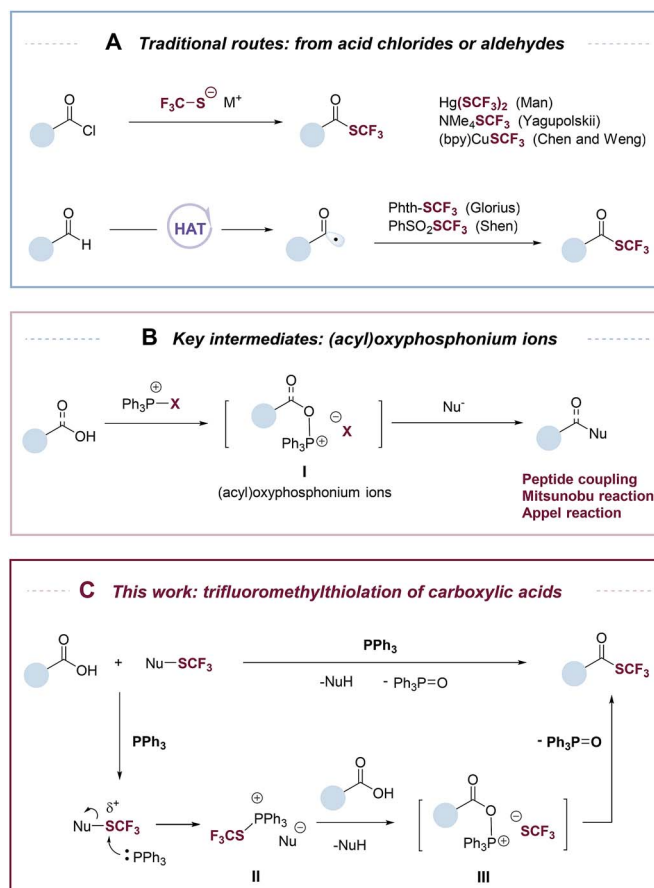 A Traditional routes: from acid chlorides or aldehydes
O
Cl
F₃C-S⊖ M⁺
O
SCF₃
Hg(SCF₃)₂ (Man)
NMe₄SCF₃ (Yagupolskii)
(bpy)CuSCF₃ (Chen and Weng)
O
H
HAT
O
Phth-SCF₃ (Glorius)
PhSO₂SCF₃ (Shen)
O
SCF₃
B Key intermediates: (acyl)oxyphosphonium ions
O
OH
⊕
Ph₃P-X
O
O
Ph₃P⊕
⊖
X
I
(acyl)oxyphosphonium ions
Nu⁻
O
Nu
Peptide coupling
Mitsunobu reaction
Appel reaction
C This work: trifluoromethylthiolation of carboxylic acids
O
OH
+
Nu-SCF₃
PPh₃
-NuH - Ph₃P=O
O
SCF₃
PPh₃
- Ph₃P=O
δ⁺
Nu-SCF₃
:PPh₃
⊕
PPh₃
F₃CS
⊖
Nu
II
O
OH
-NuH
O
O
Ph₃P⊕
⊖
SCF₃
III